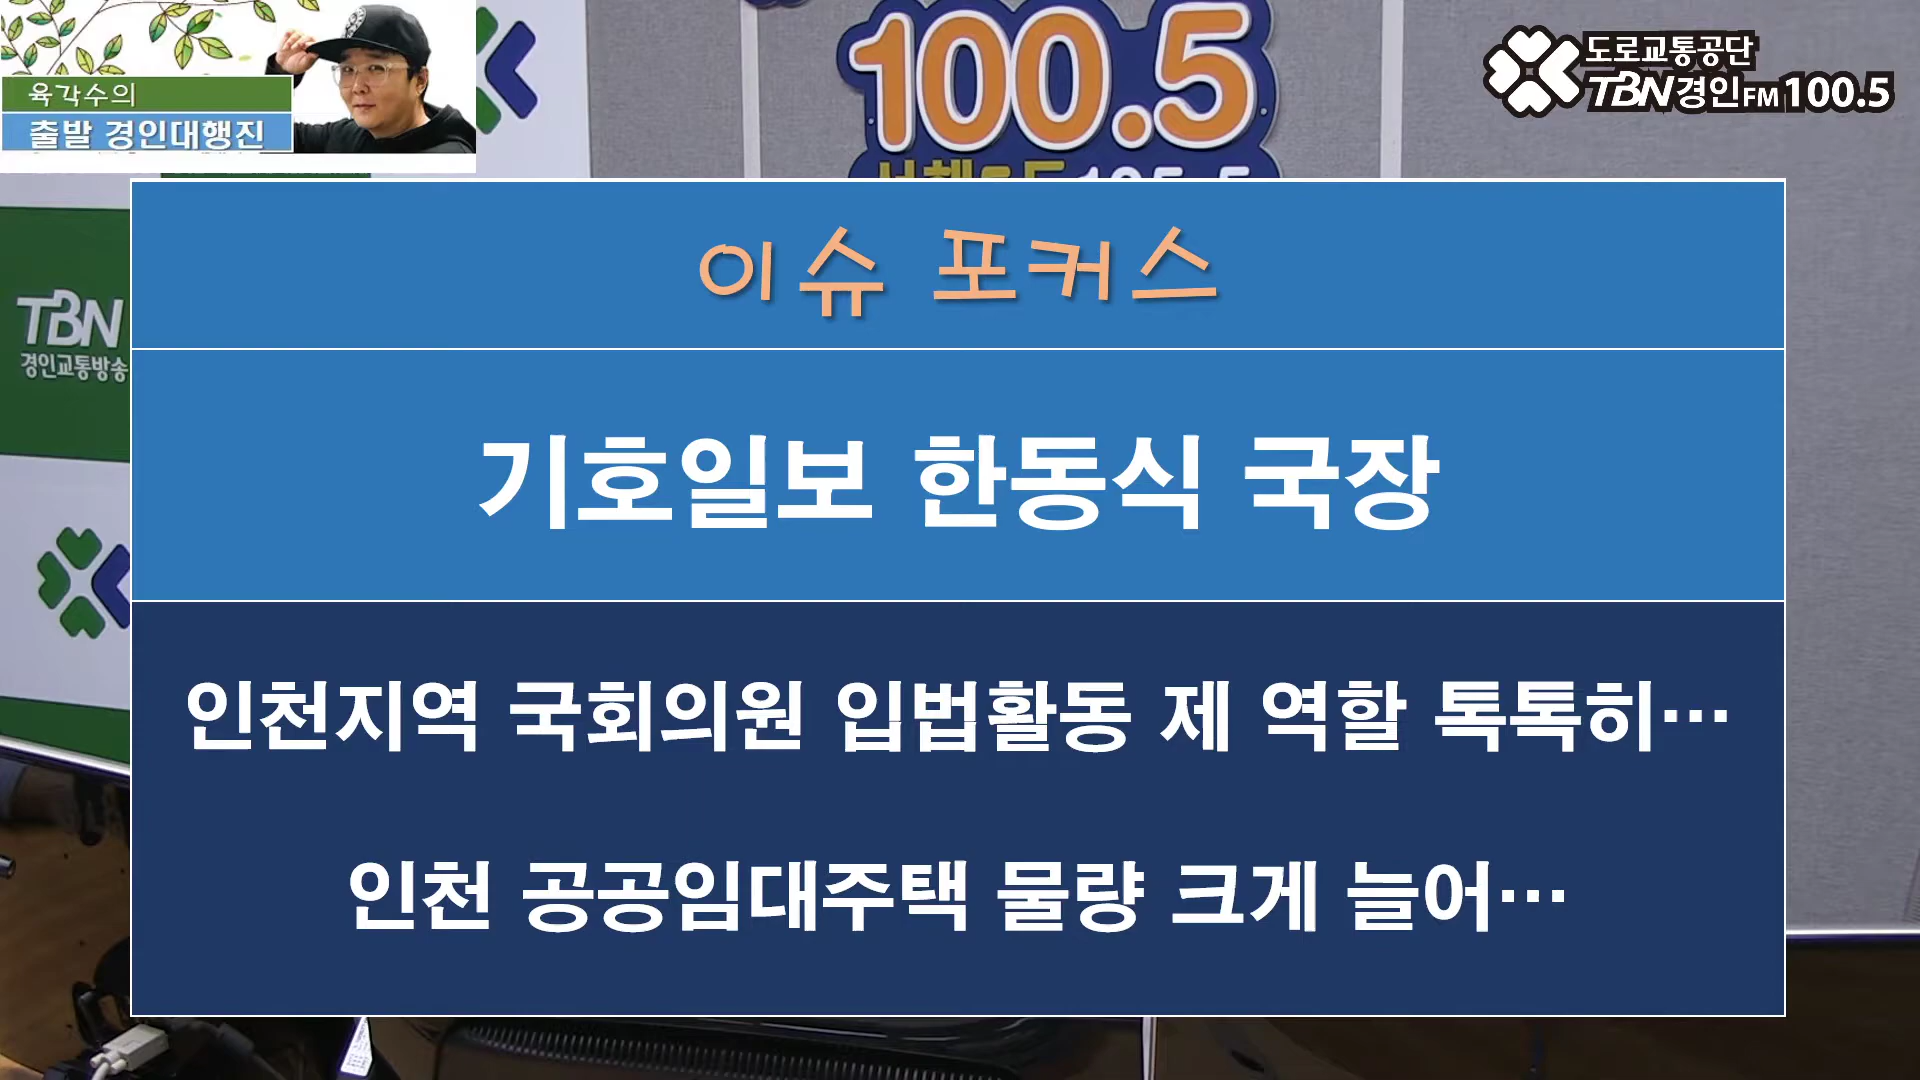 육각수의
출발 경인대행진
100.5
도로교통공단
TBN경인FM100.5
이슈 포커스
TBN
경인교통방송
기호일보 한동식 국장
인천지역 국회의원 입법활동 제 역할 톡톡히…
인천 공공임대주택 물량 크게 늘어…